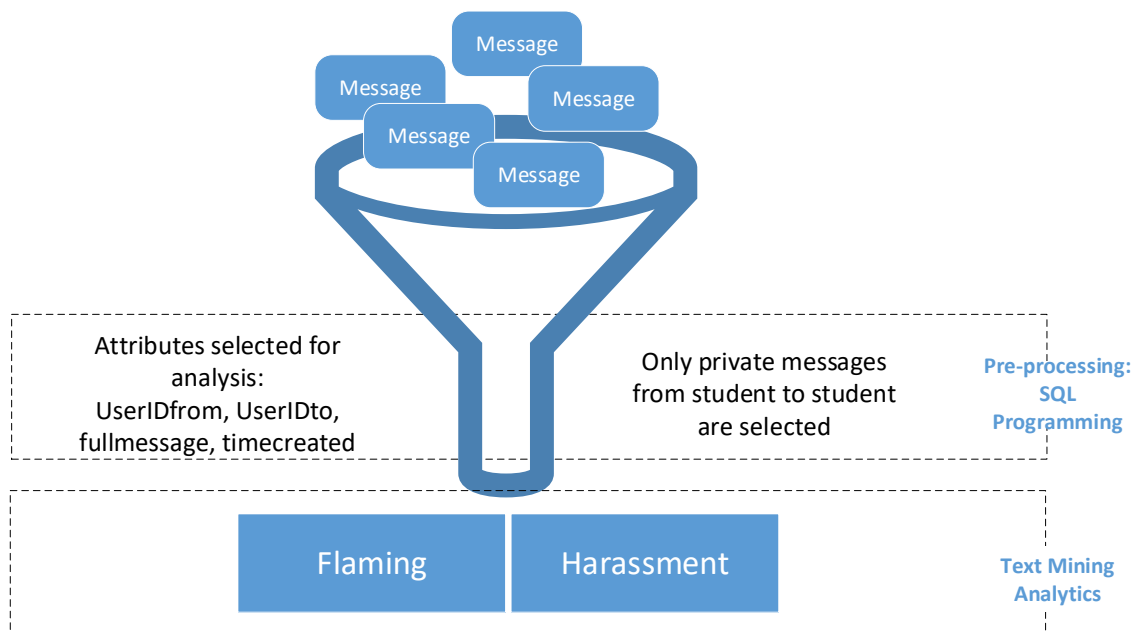 Message
Message
Message
Message
Message
Attributes selected for
analysis:
UserIDfrom, UserIDto,
fullmessage, timecreated
Only private messages
from student to student
are selected
Pre-processing:
SQL
Programming
Flaming
Harassment
Text Mining
Analytics